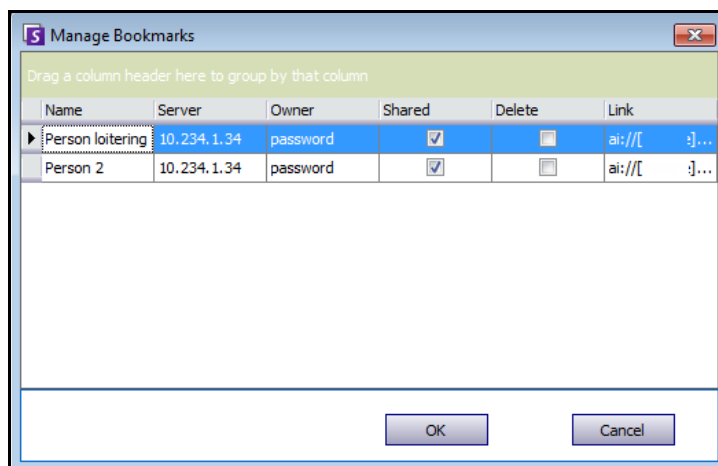 Manage Bookmarks
Drag a column header here to group by that column
Name Server Owner Shared Delete Link
Person loitering 10.234.1.34 password ai://[ ]...
Person 2 10.234.1.34 password ai://[ ]...
OK Cancel